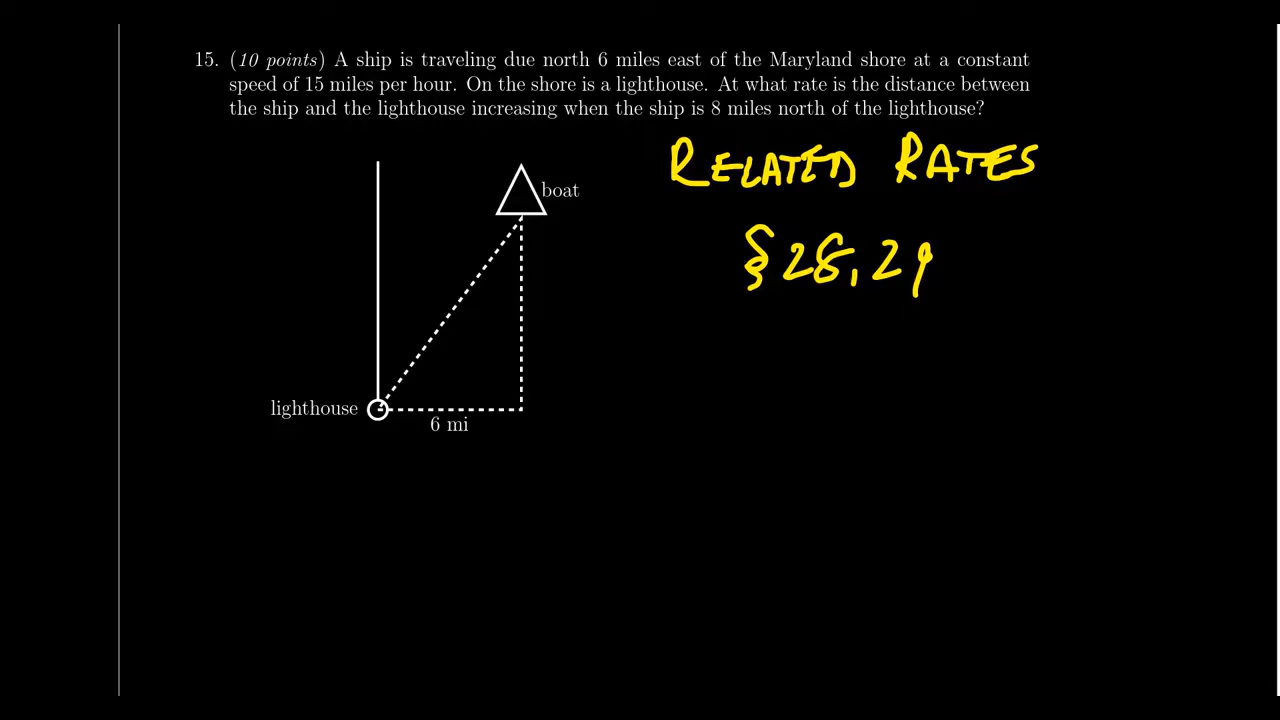 15. (10 points) A ship is traveling due north 6 miles east of the Maryland shore at a constant
speed of 15 miles per hour. On the shore is a lighthouse. At what rate is the distance between
the ship and the lighthouse increasing when the ship is 8 miles north of the lighthouse?
RELATED RATES
boat
§28,29
lighthouse
6 mi